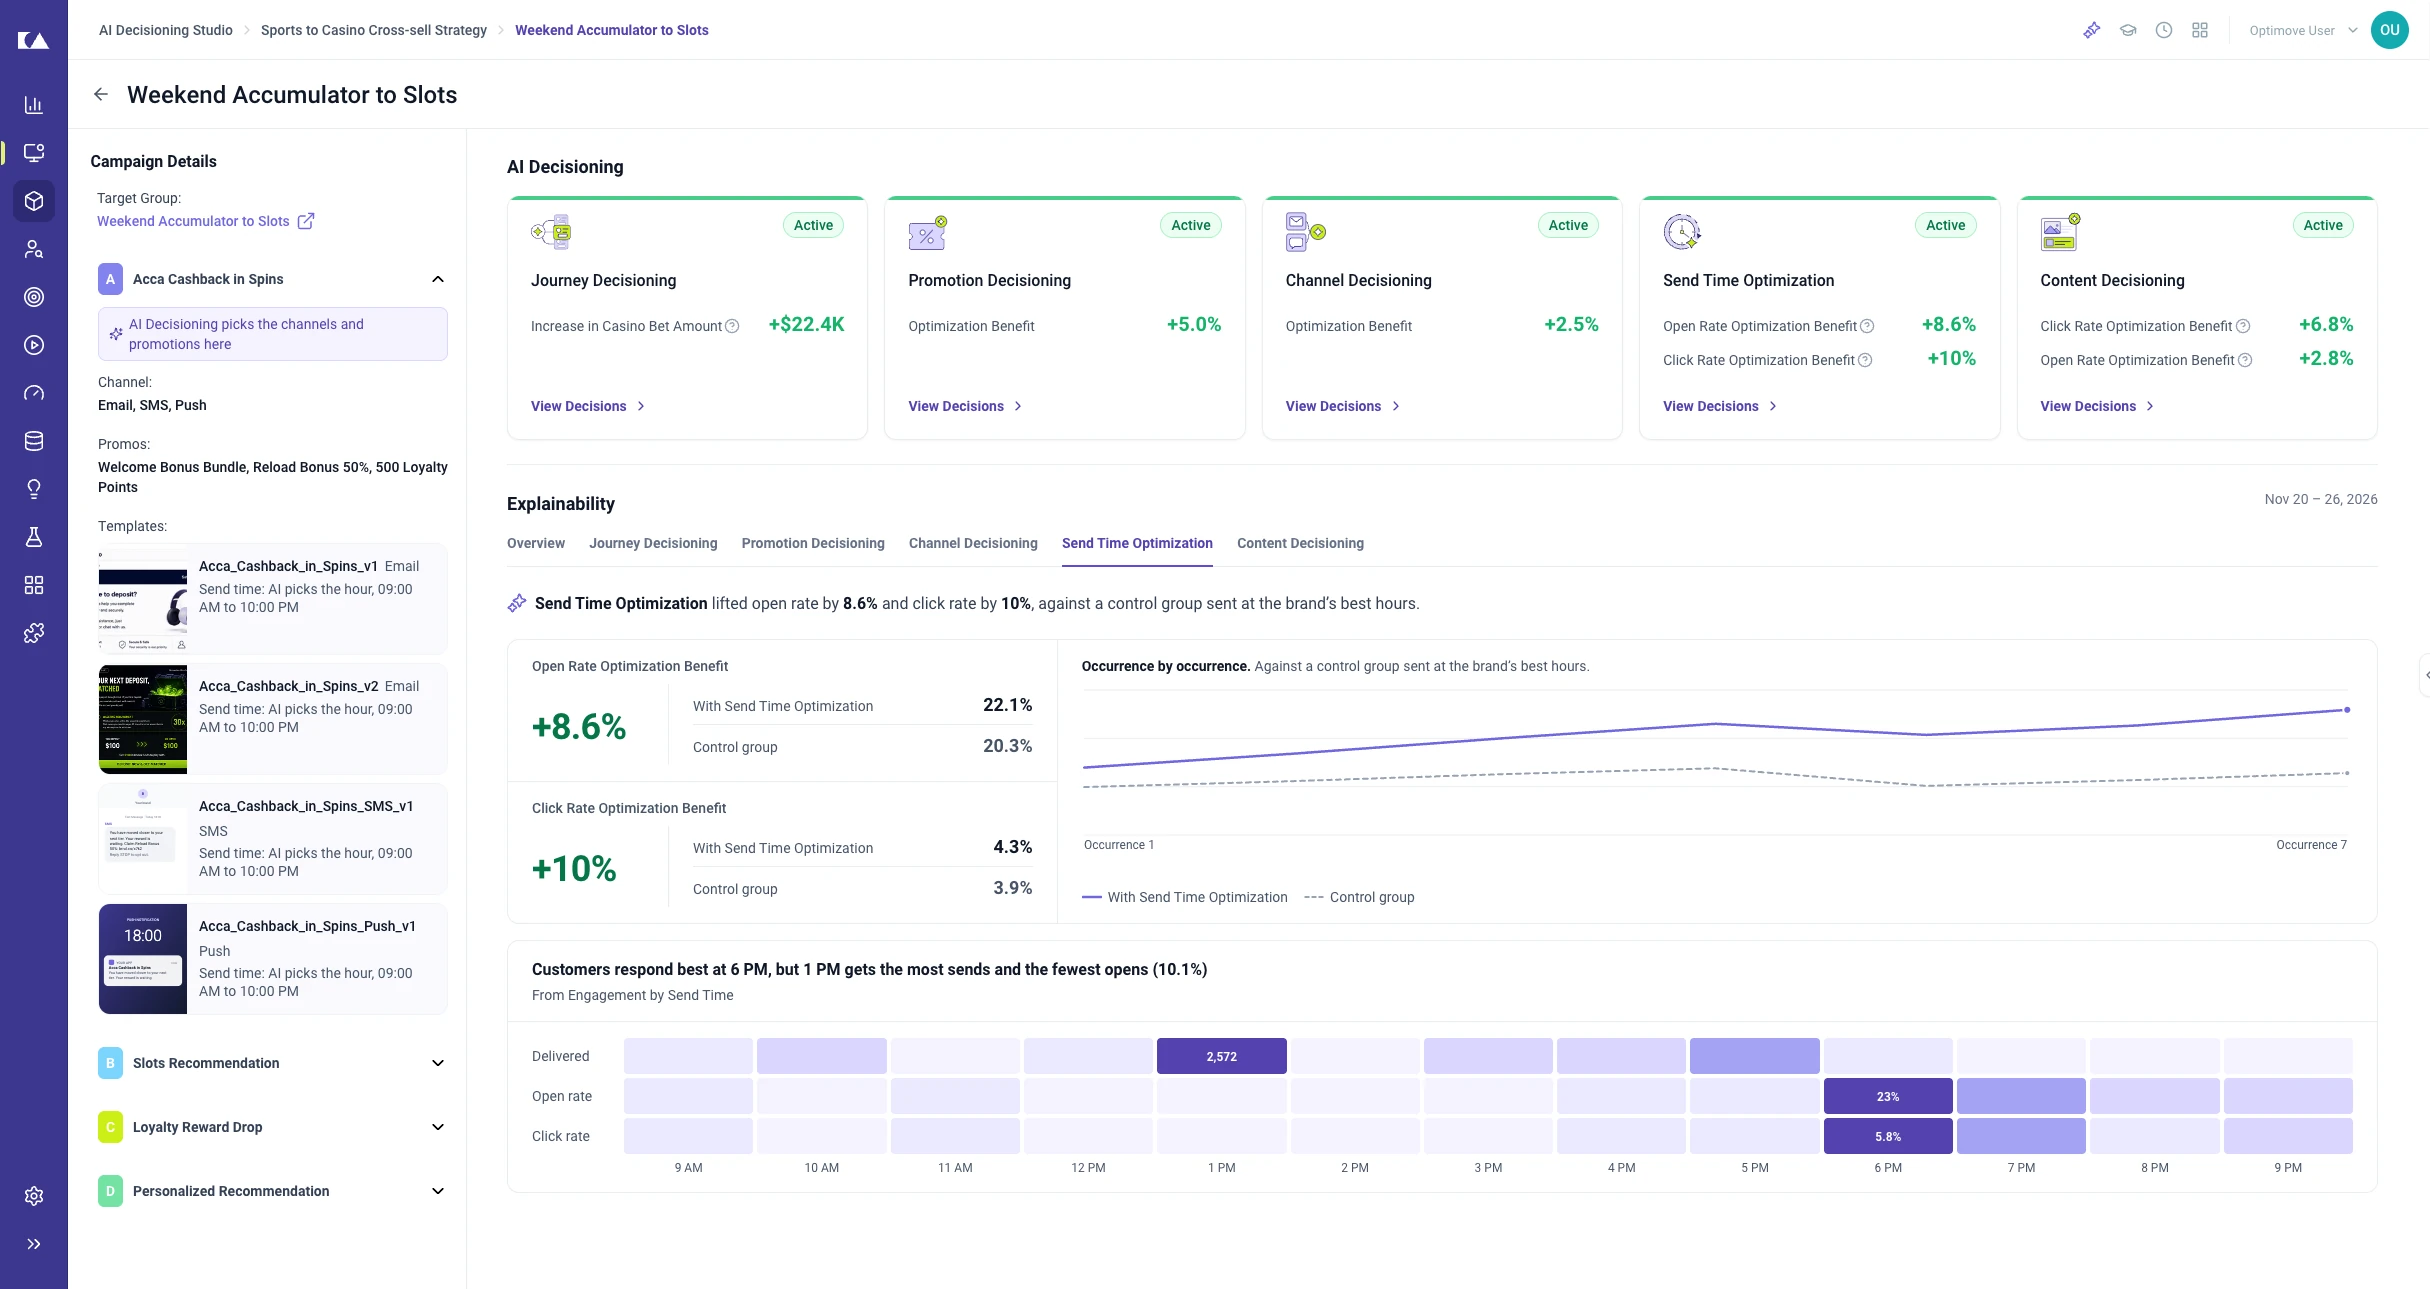 AI Decisioning Studio > Sports to Casino Cross-sell Strategy > Weekend Accumulator to Slots
Optimove User
OU
Weekend Accumulator to Slots
Campaign Details
Target Group:
Weekend Accumulator to Slots
A Acca Cashback in Spins
AI Decisioning picks the channels and
promotions here
Channel:
Email, SMS, Push
Promos:
Welcome Bonus Bundle, Reload Bonus 50%, 500 Loyalty
Points
Templates:
e to deposit?
Acca_Cashback_in_Spins_v1 Email
Send time: AI picks the hour, 09:00
AM to 10:00 PM
UR NEXT DEPOSIT,
ATCHED
30x
$100 >>> $100
Acca_Cashback_in_Spins_v2 Email
Send time: AI picks the hour, 09:00
AM to 10:00 PM
Acca_Cashback_in_Spins_SMS_v1
SMS
Send time: AI picks the hour, 09:00
AM to 10:00 PM
PUSH NOTIFICATION
18:00
Acca Cashback in Spins
Acca_Cashback_in_Spins_Push_v1
Push
Send time: AI picks the hour, 09:00
AM to 10:00 PM
B Slots Recommendation
C Loyalty Reward Drop
D Personalized Recommendation
AI Decisioning
Active
Journey Decisioning
Increase in Casino Bet Amount +$22.4K
View Decisions
Active
Promotion Decisioning
Optimization Benefit +5.0%
View Decisions
Active
Channel Decisioning
Optimization Benefit +2.5%
View Decisions
Active
Send Time Optimization
Open Rate Optimization Benefit +8.6%
Click Rate Optimization Benefit +10%
View Decisions
Active
Content Decisioning
Click Rate Optimization Benefit +6.8%
Open Rate Optimization Benefit +2.8%
View Decisions
Explainability
Nov 20 – 26, 2026
Overview Journey Decisioning Promotion Decisioning Channel Decisioning Send Time Optimization Content Decisioning
Send Time Optimization lifted open rate by 8.6% and click rate by 10%, against a control group sent at the brand’s best hours.
Open Rate Optimization Benefit
+8.6%
With Send Time Optimization 22.1%
Control group 20.3%
Click Rate Optimization Benefit
+10%
With Send Time Optimization 4.3%
Control group 3.9%
Occurrence by occurrence. Against a control group sent at the brand’s best hours.
Occurrence 1 Occurrence 7
With Send Time Optimization Control group
Customers respond best at 6 PM, but 1 PM gets the most sends and the fewest opens (10.1%)
From Engagement by Send Time
Delivered 2,572
Open rate 23%
Click rate 5.8%
9 AM 10 AM 11 AM 12 PM 1 PM 2 PM 3 PM 4 PM 5 PM 6 PM 7 PM 8 PM 9 PM